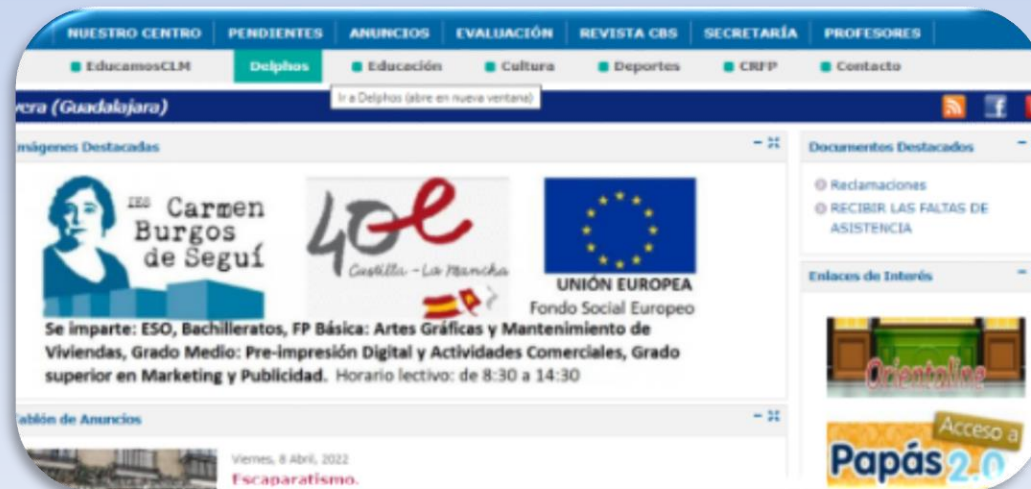 NUESTRO CENTRO PENDIENTES ANUNCIOS EVALUACIÓN REVISTA CBS SECRETARÍA PROFESORES
EducamosCLM Delphos Educación Cultura Deportes CRFP Contacto
Ir a Delphos (abre en nueva ventana)
(Guadalajara)
Imágenes Destacadas
IES Carmen
Burgos
de Seguí
40
Castilla - La Mancha
UNIÓN EUROPEA
Fondo Social Europeo
Se imparte: ESO, Bachilleratos, FP Básica: Artes Gráficas y Mantenimiento de
Viviendas, Grado Medio: Pre-impresión Digital y Actividades Comerciales, Grado
superior en Marketing y Publicidad. Horario lectivo: de 8:30 a 14:30
Tablón de Anuncios
Viernes, 8 Abril, 2022
Escaparatismo.
Documentos Destacados
Reclamaciones
RECIBIR LAS FALTAS DE
ASISTENCIA
Enlaces de Interés
Orientaline
Acceso a
Papás 2.0